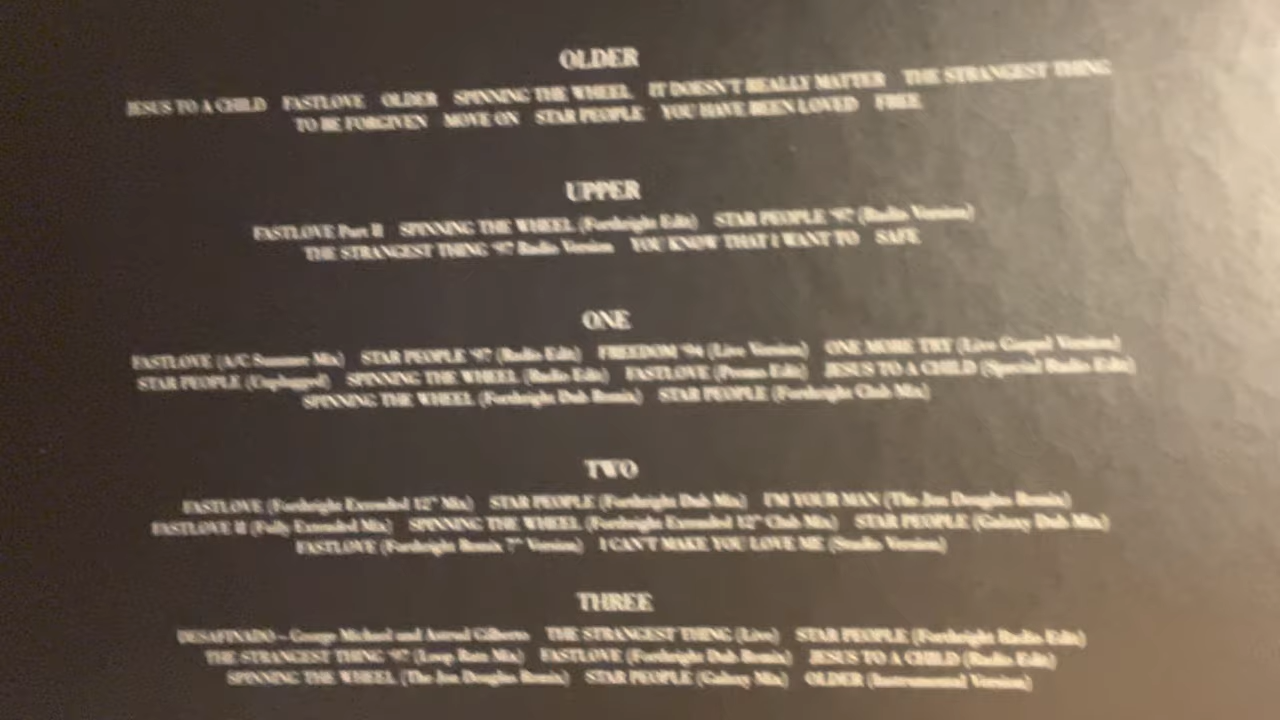 OLDER
JESUS TO A CHILD FASTLOVE OLDER SPINNING THE WHEEL IT DOESN'T REALLY MATTER THE STRANGEST THING
TO BE FORGIVEN MOVE ON STAR PEOPLE YOU HAVE BEEN LOVED FREE
UPPER
FASTLOVE Part II SPINNING THE WHEEL (Forthright Edit) STAR PEOPLE '97 (Radio Version)
THE STRANGEST THING '97 Radio Version YOU KNOW THAT I WANT TO SAFE
ONE
FASTLOVE (A/C Summer Mix) STAR PEOPLE '97 (Radio Edit) FREEDOM '94 (Live Version) ONE MORE TRY (Live Gospel Version)
STAR PEOPLE (Unplugged) SPINNING THE WHEEL (Radio Edit) FASTLOVE (Promo Edit) JESUS TO A CHILD (Special Radio Edit)
SPINNING THE WHEEL (Forthright Dub Remix) STAR PEOPLE (Forthright Club Mix)
TWO
FASTLOVE (Forthright Extended 12" Mix) STAR PEOPLE (Forthright Dub Mix) I'M YOUR MAN (The Jon Douglas Remix)
FASTLOVE II (Fully Extended Mix) SPINNING THE WHEEL (Forthright Extended 12" Club Mix) STAR PEOPLE (Galaxy Dub Mix)
FASTLOVE (Forthright Remix 7" Version) I CAN'T MAKE YOU LOVE ME (Studio Version)
THREE
DESAFINADO – George Michael and Astrud Gilberto THE STRANGEST THING (Live) STAR PEOPLE (Forthright Radio Edit)
THE STRANGEST THING '97 (Loop Ratz Mix) FASTLOVE (Forthright Dub Remix) JESUS TO A CHILD (Radio Edit)
SPINNING THE WHEEL (The Jon Douglas Remix) STAR PEOPLE (Galaxy Mix) OLDER (Instrumental Version)